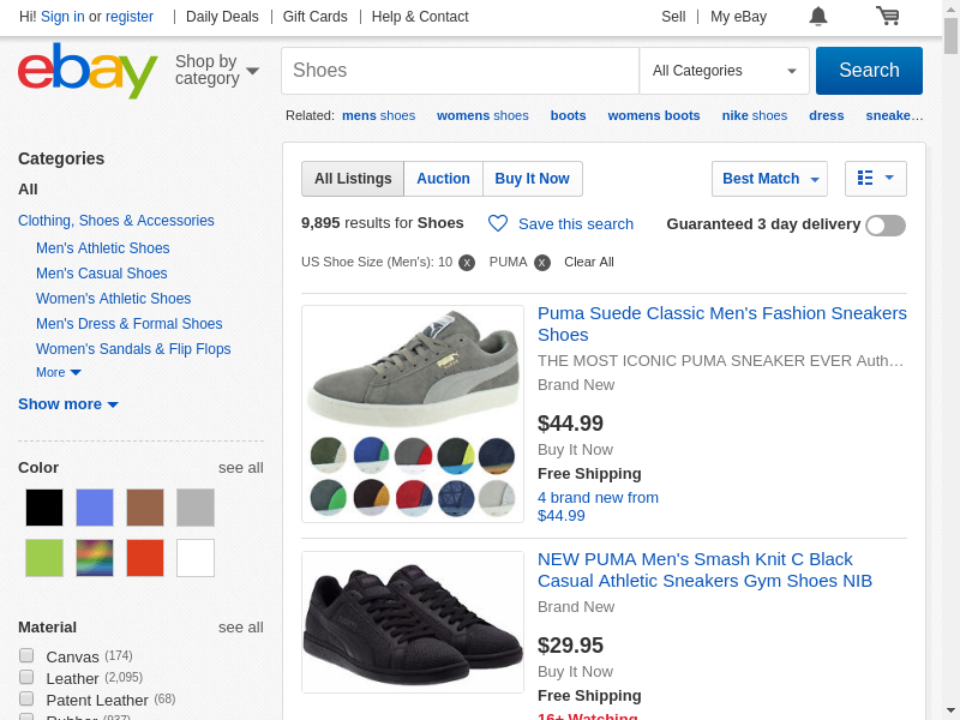 Hi! Sign in or register | Daily Deals | Gift Cards | Help & Contact
Sell | My eBay
ebay
Shop by
category
Shoes
All Categories
Search
Related: mens shoes womens shoes boots womens boots nike shoes dress sneake…
Categories
All
Clothing, Shoes & Accessories
Men's Athletic Shoes
Men's Casual Shoes
Women's Athletic Shoes
Men's Dress & Formal Shoes
Women's Sandals & Flip Flops
More
Show more
Color see all
Material see all
Canvas (174)
Leather (2,095)
Patent Leather (68)
Rubber (937)
All Listings Auction Buy It Now
Best Match
9,895 results for Shoes Save this search Guaranteed 3 day delivery
US Shoe Size (Men's): 10 X PUMA X Clear All
Puma Suede Classic Men's Fashion Sneakers
Shoes
THE MOST ICONIC PUMA SNEAKER EVER Auth…
Brand New
$44.99
Buy It Now
Free Shipping
4 brand new from
$44.99
NEW PUMA Men's Smash Knit C Black
Casual Athletic Sneakers Gym Shoes NIB
Brand New
$29.95
Buy It Now
Free Shipping
16+ Watching